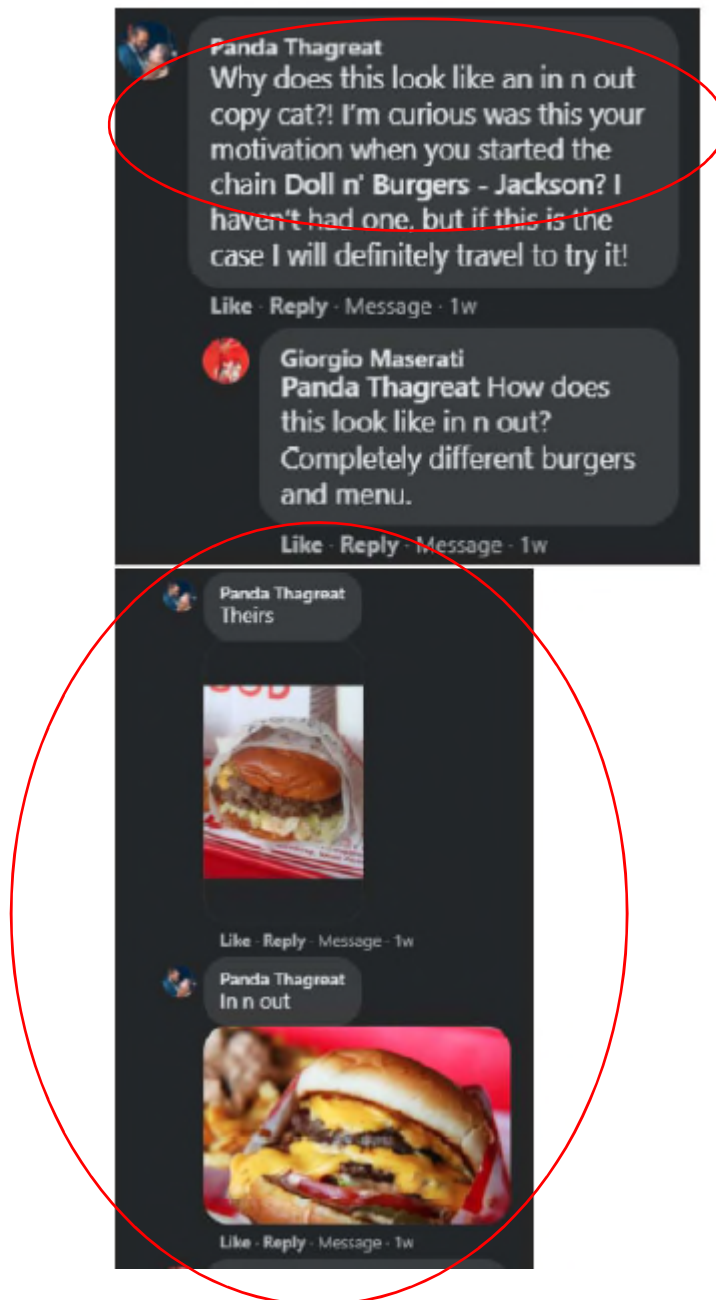 Panda Thagreat
Why does this look like an in n out
copy cat?! I'm curious was this your
motivation when you started the
chain Doll n' Burgers - Jackson? I
haven't had one, but if this is the
case I will definitely travel to try it!
Like · Reply · Message · 1w
Giorgio Maserati
Panda Thagreat How does
this look like in n out?
Completely different burgers
and menu.
Like · Reply · Message · 1w
Panda Thagreat
Theirs
Like · Reply · Message · 1w
Panda Thagreat
In n out
Like · Reply · Message · 1w